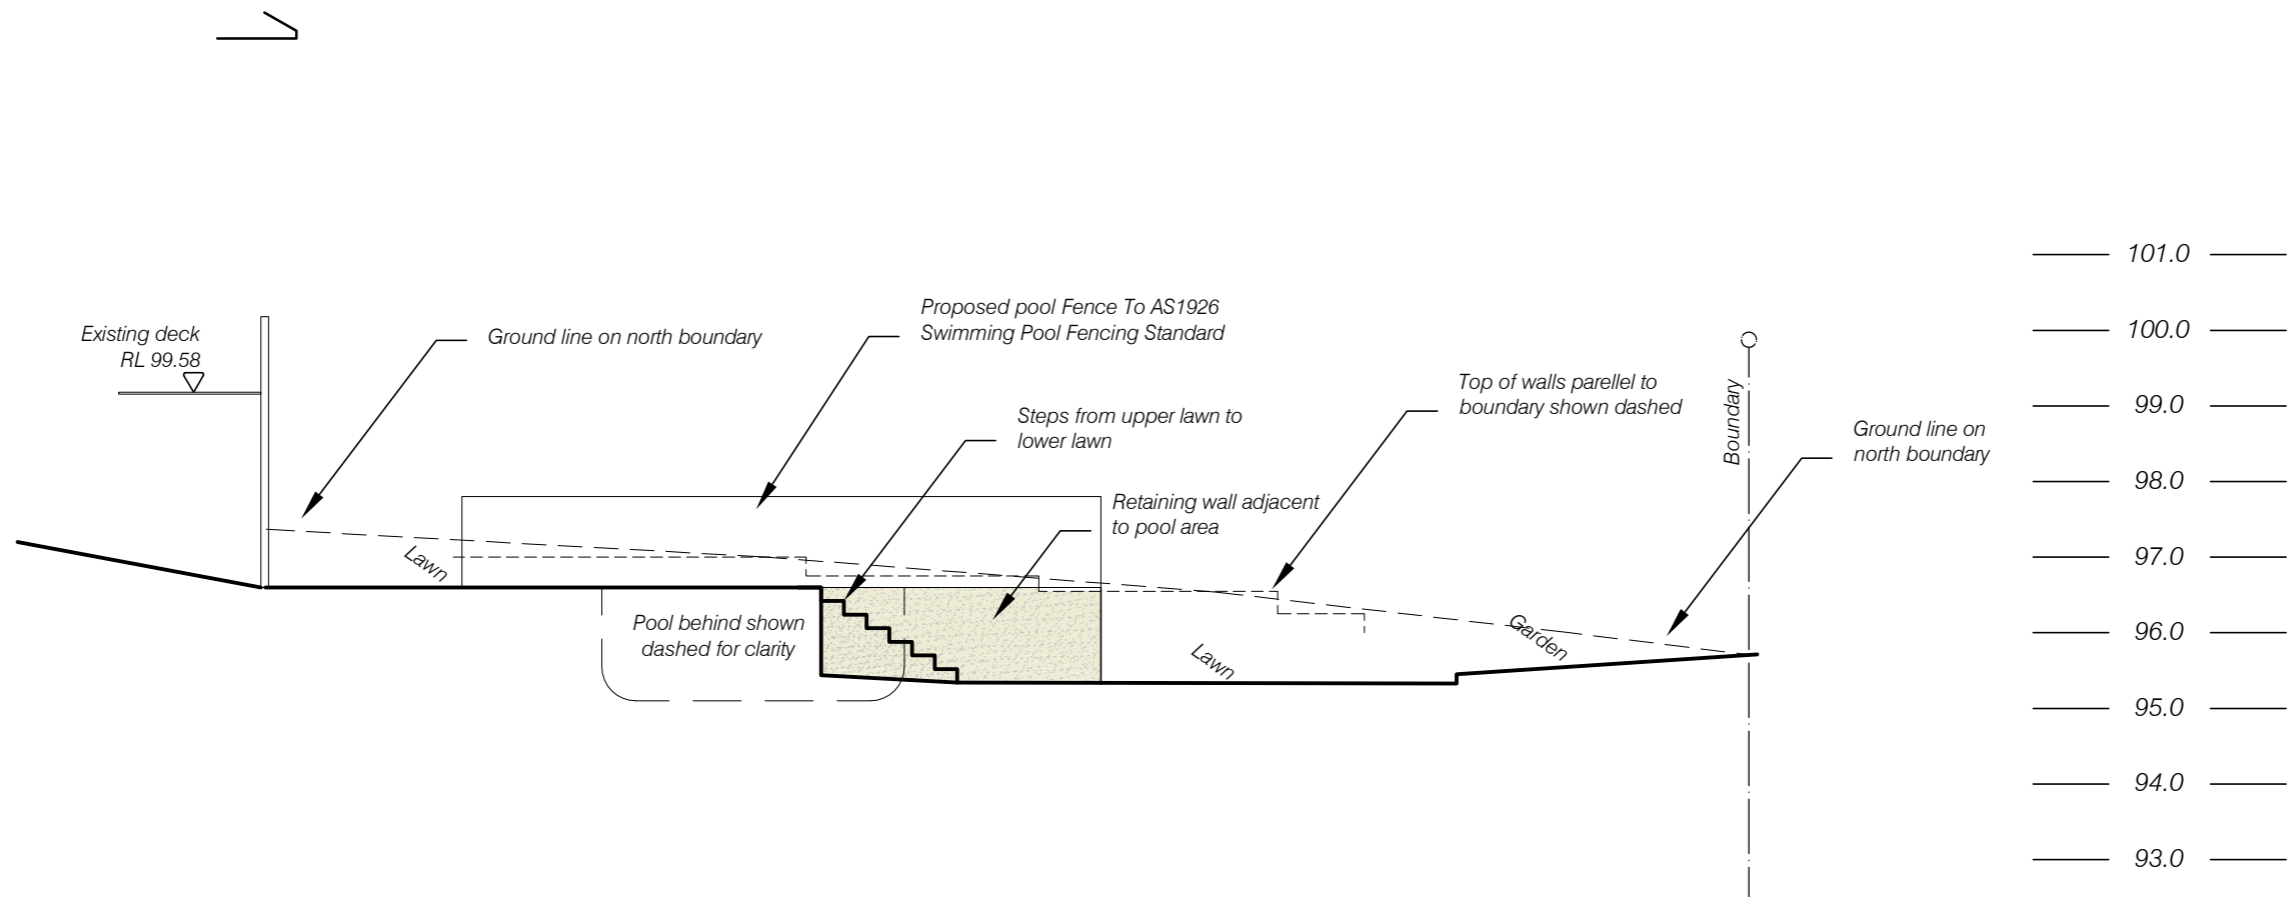 Existing deck
RL 99.58
Ground line on north boundary
Proposed pool Fence To AS1926
Swimming Pool Fencing Standard
Steps from upper lawn to
lower lawn
Retaining wall adjacent
to pool area
Top of walls parellel to
boundary shown dashed
Boundary
Ground line on
north boundary
Lawn
Pool behind shown
dashed for clarity
Lawn
Garden
101.0
100.0
99.0
98.0
97.0
96.0
95.0
94.0
93.0